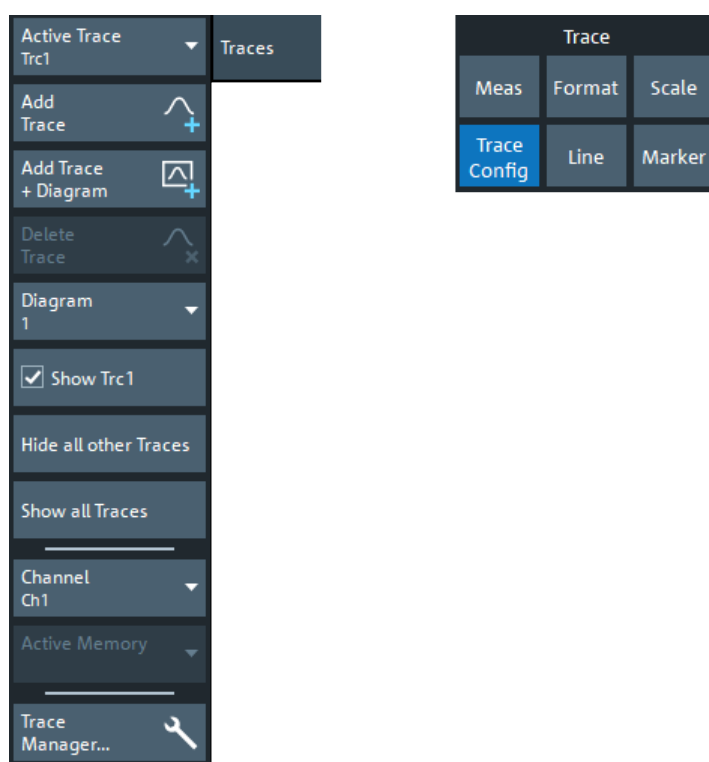 Active Trace
Trc1
Traces
Add
Trace
Add Trace
+ Diagram
Delete
Trace
Diagram
1
Show Trc1
Hide all other Traces
Show all Traces
Channel
Ch1
Active Memory
Trace
Manager...
Trace
Meas Format Scale
Trace
Config
Line
Marker